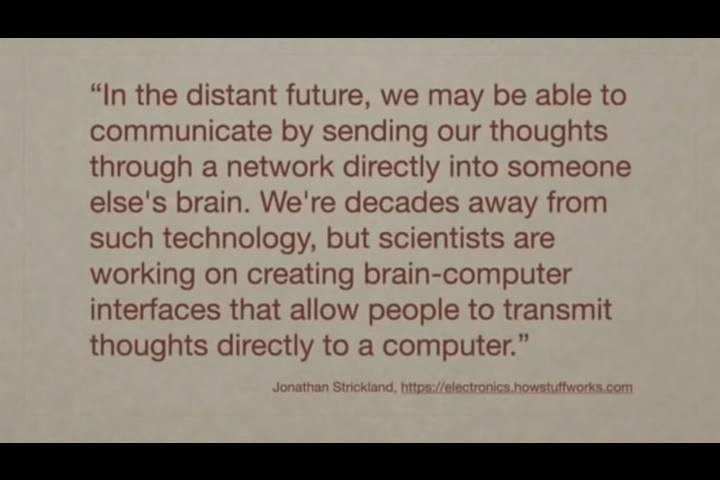 “In the distant future, we may be able to
communicate by sending our thoughts
through a network directly into someone
else's brain. We're decades away from
such technology, but scientists are
working on creating brain-computer
interfaces that allow people to transmit
thoughts directly to a computer.”
Jonathan Strickland, https://electronics.howstuffworks.com